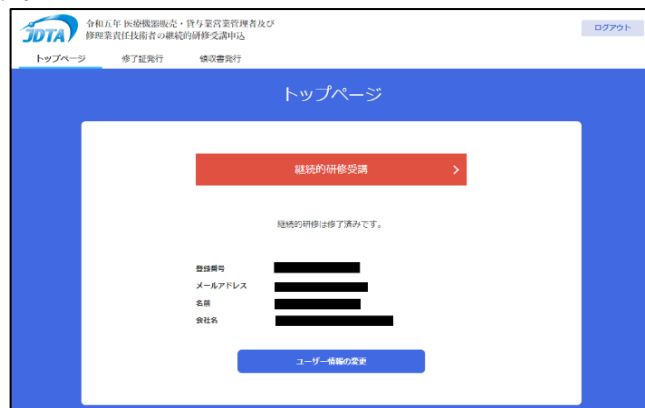 JDTA
令和五年 医療機器販売・貸与業営業管理者及び
修理業責任技術者の継続的研修受講申込
ログアウト
トップページ
修了証発行
領収書発行
トップページ
継続的研修受講
継続的研修は修了済みです。
登録番号
メールアドレス
名前
会社名
ユーザー情報の変更